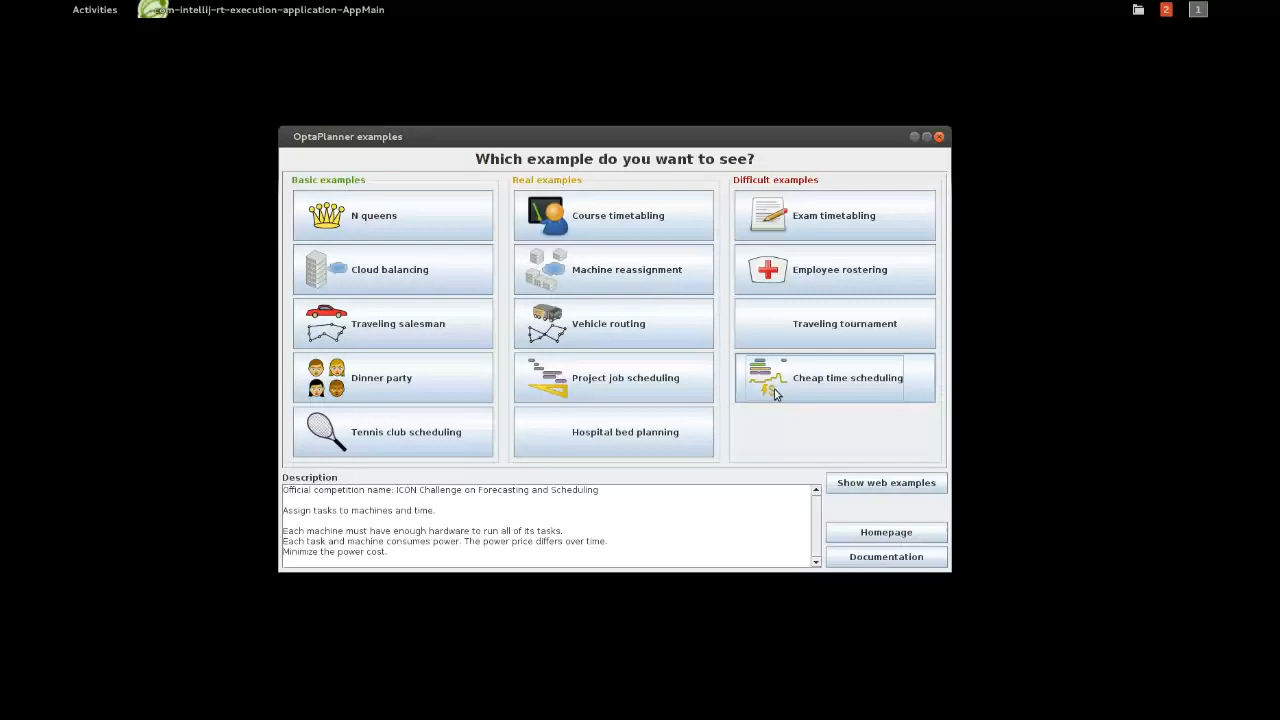 Activities
com-intellij-rt-execution-application-AppMain
2
1
OptaPlanner examples
Which example do you want to see?
Basic examples
N queens
Cloud balancing
Traveling salesman
Dinner party
Tennis club scheduling
Real examples
Course timetabling
Machine reassignment
Vehicle routing
Project job scheduling
Hospital bed planning
Difficult examples
Exam timetabling
Employee rostering
Traveling tournament
Cheap time scheduling
Description
Official competition name: ICON Challenge on Forecasting and Scheduling
Assign tasks to machines and time.
Each machine must have enough hardware to run all of its tasks.
Each task and machine consumes power. The power price differs over time.
Minimize the power cost.
Show web examples
Homepage
Documentation